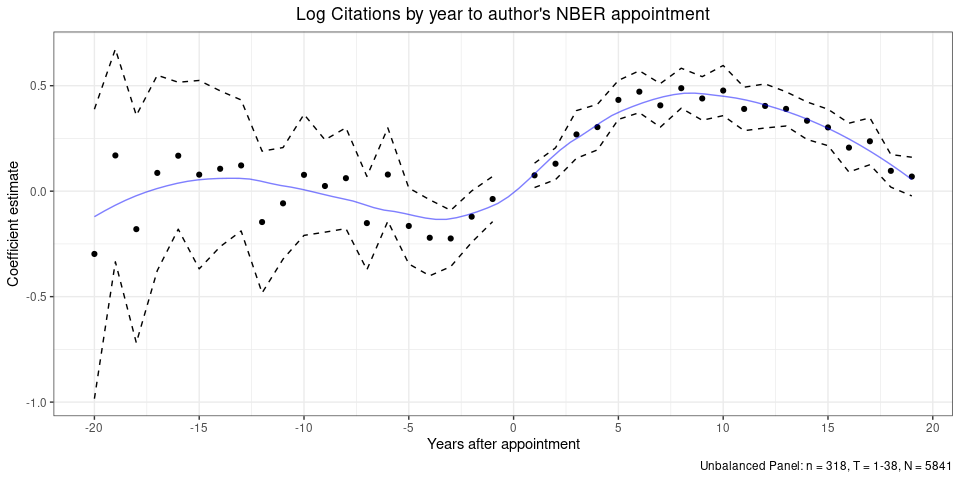 Log Citations by year to author's NBER appointment
Coefficient estimate
0.5
0.0
-0.5
-1.0
-20 -15 -10 -5 0 5 10 15 20
Years after appointment
Unbalanced Panel: n = 318, T = 1-38, N = 5841